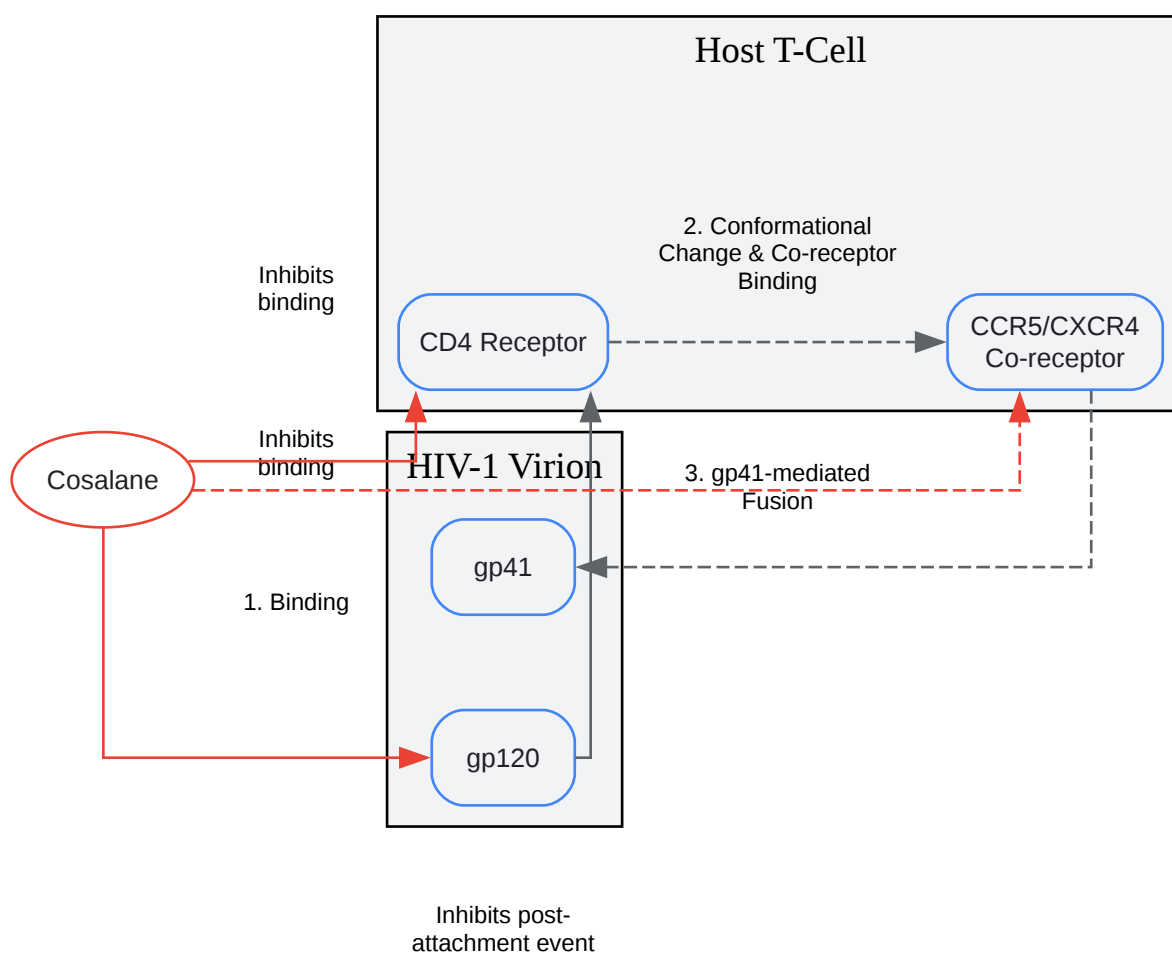 Host T-Cell
2. Conformational
Change & Co-receptor
Binding
Inhibits
binding
CD4 Receptor
CCR5/CXCR4
Co-receptor
Inhibits
binding
Cosalane
HIV-1 Virion
3. gp41-mediated
Fusion
gp41
1. Binding
gp120
Inhibits post-
attachment event